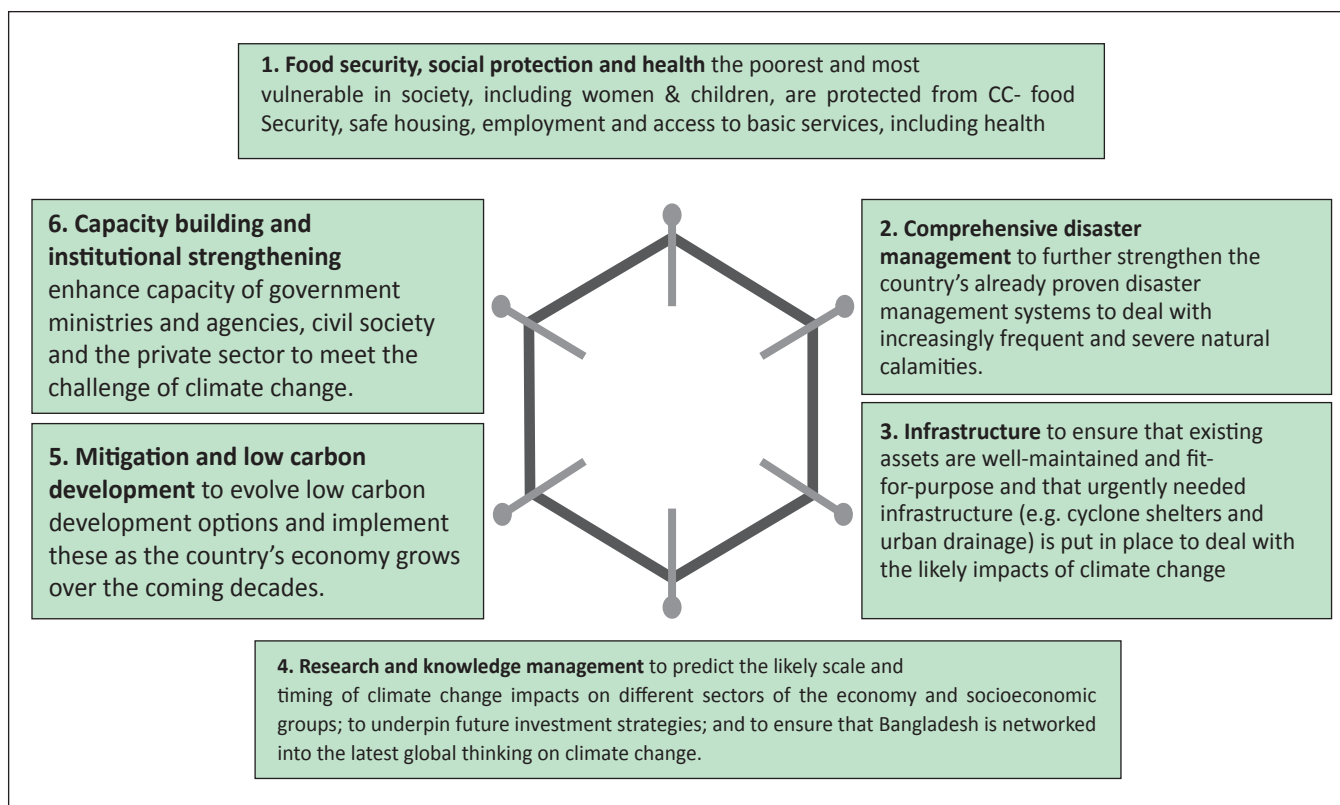 1. Food security, social protection and health the poorest and most
vulnerable in society, including women & children, are protected from CC- food
Security, safe housing, employment and access to basic services, including health
6. Capacity building and
institutional strengthening
enhance capacity of government
ministries and agencies, civil society
and the private sector to meet the
challenge of climate change.
2. Comprehensive disaster
management to further strengthen the
country's already proven disaster
management systems to deal with
increasingly frequent and severe natural
calamities.
5. Mitigation and low carbon
development to evolve low carbon
development options and implement
these as the country's economy grows
over the coming decades.
3. Infrastructure to ensure that existing
assets are well-maintained and fit-
for-purpose and that urgently needed
infrastructure (e.g. cyclone shelters and
urban drainage) is put in place to deal with
the likely impacts of climate change
4. Research and knowledge management to predict the likely scale and
timing of climate change impacts on different sectors of the economy and socioeconomic
groups; to underpin future investment strategies; and to ensure that Bangladesh is networked
into the latest global thinking on climate change.